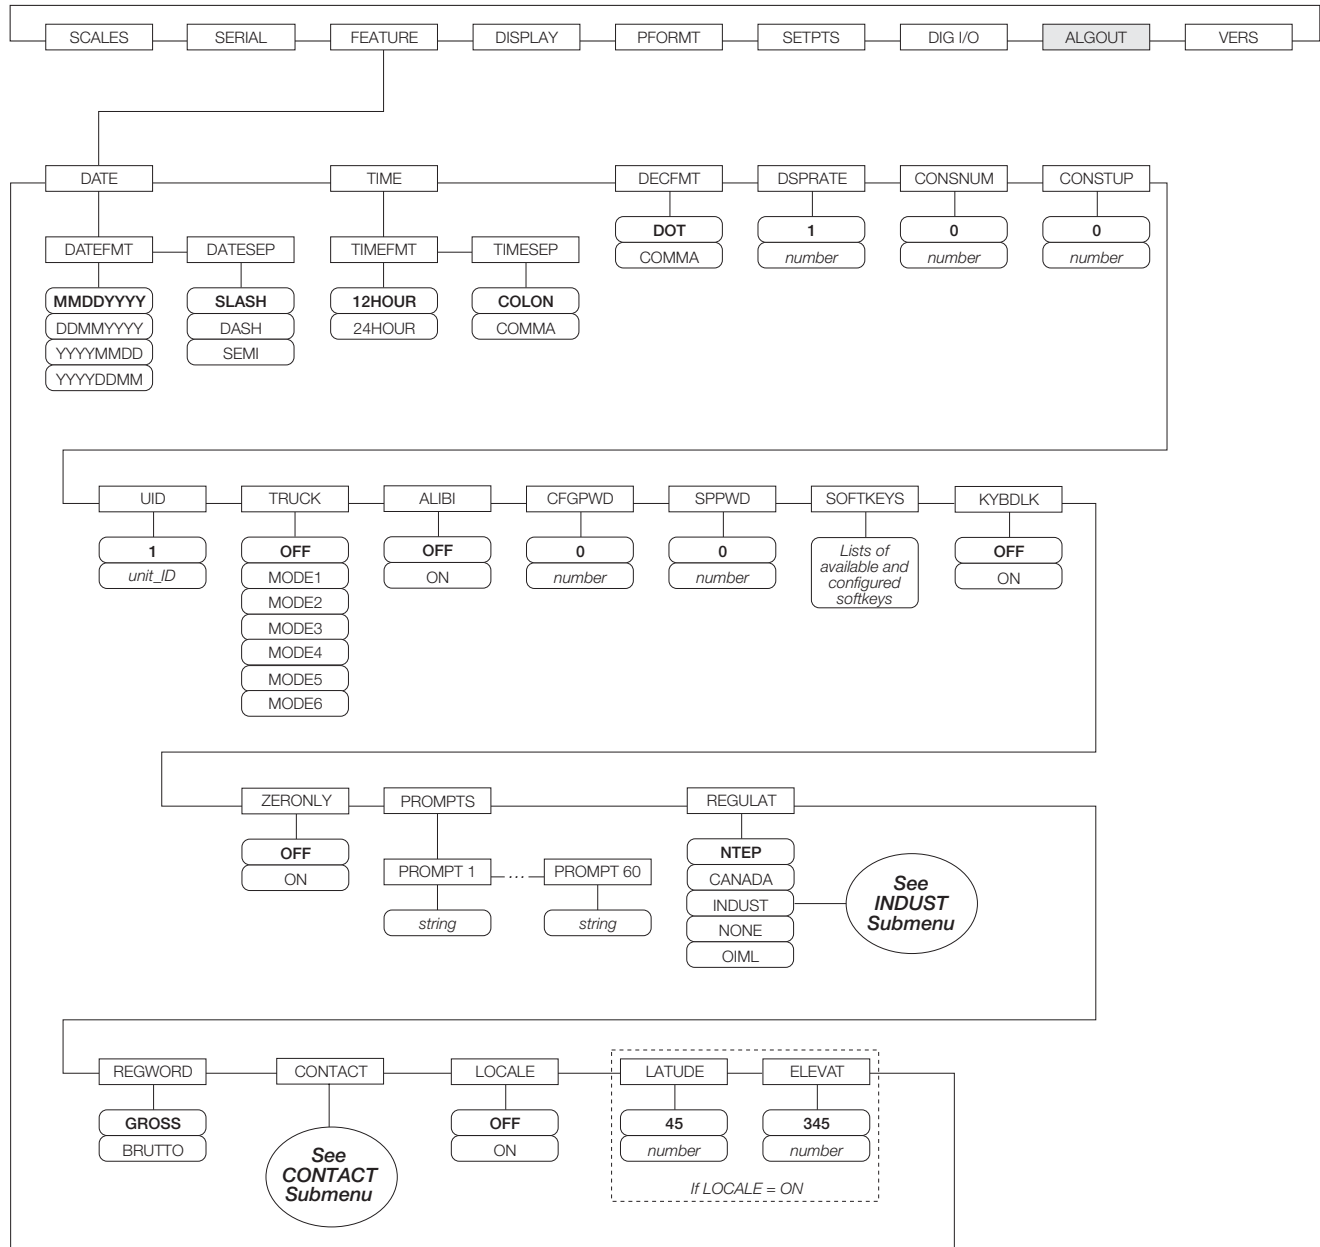 SCALES SERIAL FEATURE DISPLAY PFORMT SETPTS DIG I/O ALGOUT VERS
DATE TIME DECFMT DSPRATE CONSNUM CONSTUP
DOT 1 0 0
COMMA number number number
DATEFMT DATESEP TIMEFMT TIMESEP
MMDDYYYY SLASH 12HOUR COLON
DDMMYYYY DASH 24HOUR COMMA
YYYYMMDD SEMI
YYYYDDMM
UID TRUCK ALIBI CFGPWD SPPWD SOFTKEYS KYBDLK
1 OFF OFF 0 0 Lists of OFF
unit_ID MODE1 ON number number available and ON
MODE2 configured
MODE3 softkeys
MODE4
MODE5
MODE6
ZERONLY PROMPTS REGULAT
OFF NTEP
ON PROMPT 1 ... PROMPT 60 CANADA
string string INDUST
NONE
OIML
See
INDUST
Submenu
REGWORD CONTACT LOCALE LATUDE ELEVAT
GROSS OFF 45 345
BRUTTO ON number number
See
CONTACT
Submenu
If LOCALE = ON